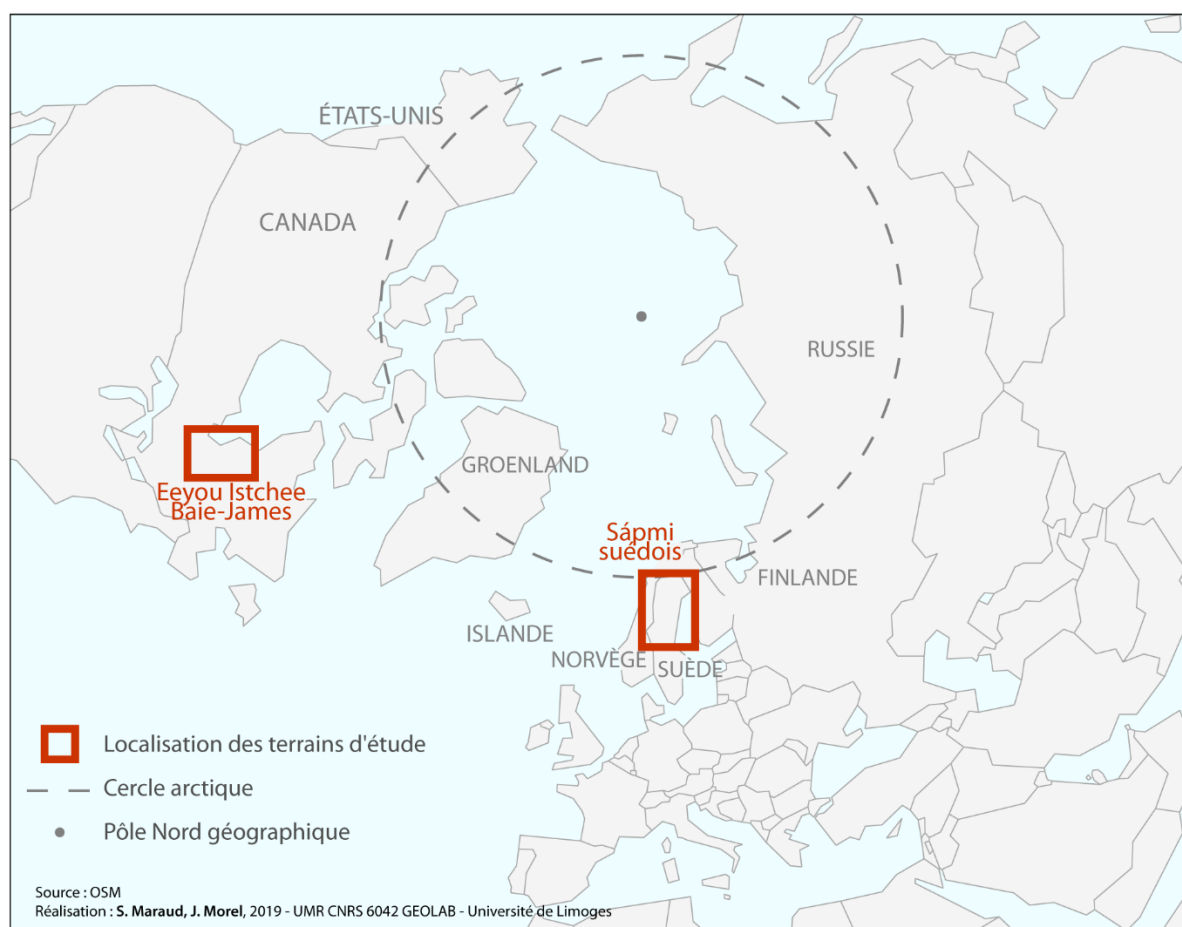 ÉTATS-UNIS
CANADA
RUSSIE
GROENLAND
Eeyou Istchee
Baie-James
Sápmi
suédois
FINLANDE
ISLANDE
NORVÈGE
SUÈDE
Localisation des terrains d'étude
Cercle arctique
Pôle Nord géographique
Source : OSM
Réalisation : S. Maraud, J. Morel, 2019 - UMR CNRS 6042 GEOLAB - Université de Limoges